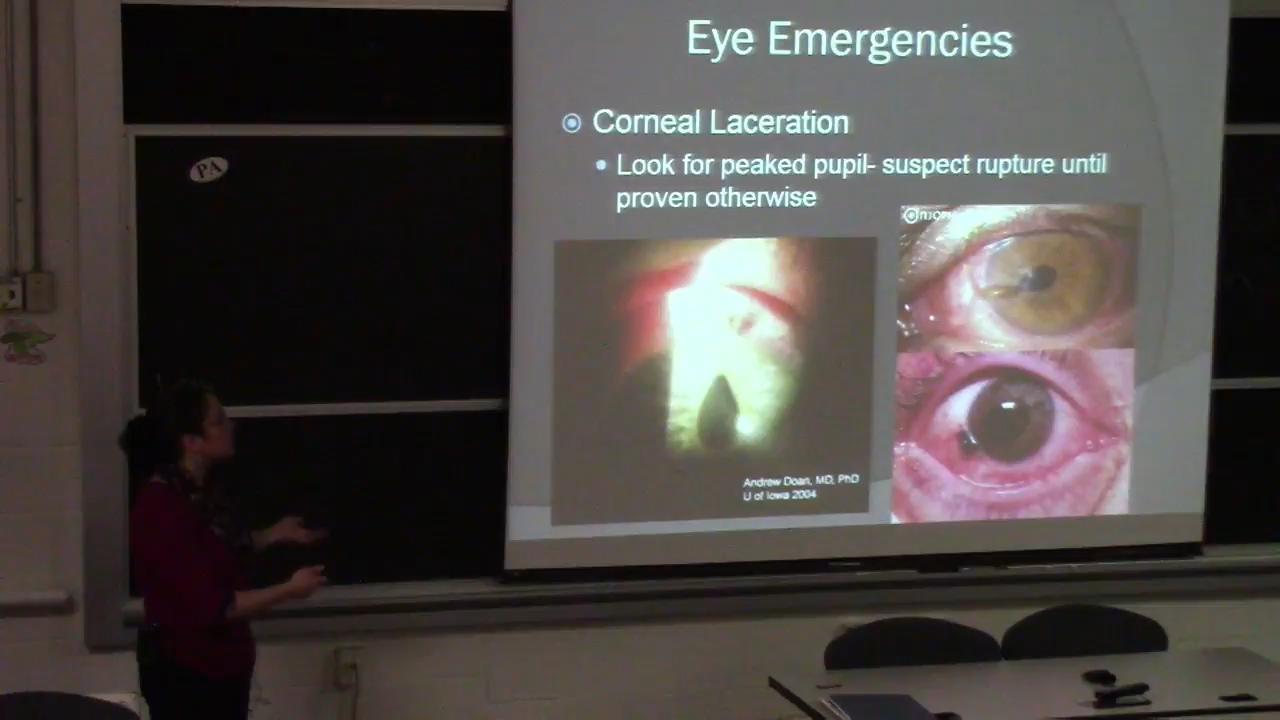 Eye Emergencies
Corneal Laceration
Look for peaked pupil- suspect rupture until
proven otherwise
Andrew Doan, MD, PhD
U of Iowa 2004
PA